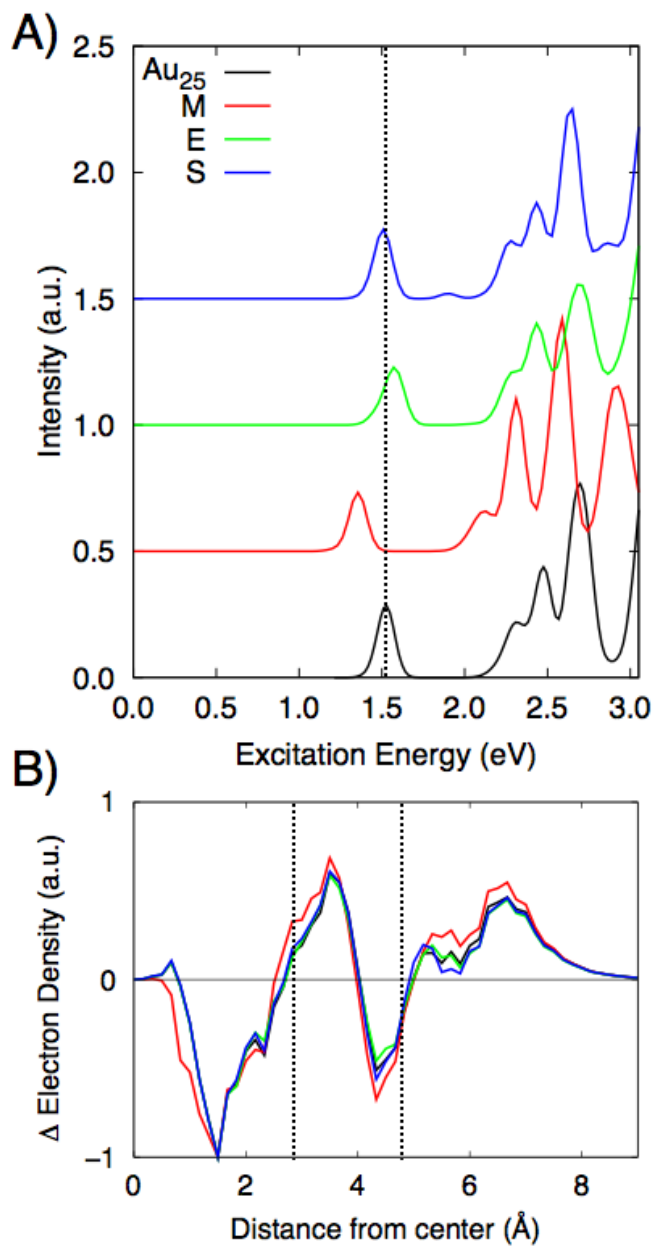 A)
2.5
Au25
M
E
S
2.0
1.5
1.0
0.5
0.0
Intensity (a.u.)
0.0 0.5 1.0 1.5 2.0 2.5 3.0
Excitation Energy (eV)
B)
1
0
−1
Δ Electron Density (a.u.)
0 2 4 6 8
Distance from center (Å)